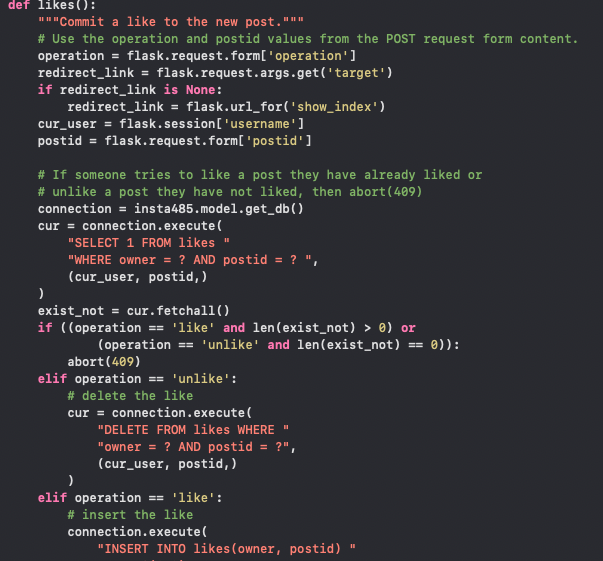 def likes():
    """Commit a like to the new post."""
    # Use the operation and postid values from the POST request form content.
    operation = flask.request.form['operation']
    redirect_link = flask.request.args.get('target')
    if redirect_link is None:
        redirect_link = flask.url_for('show_index')
    cur_user = flask.session['username']
    postid = flask.request.form['postid']

    # If someone tries to like a post they have already liked or
    # unlike a post they have not liked, then abort(409)
    connection = insta485.model.get_db()
    cur = connection.execute(
        "SELECT 1 FROM likes "
        "WHERE owner = ? AND postid = ? ",
        (cur_user, postid,)
    )
    exist_not = cur.fetchall()
    if ((operation == 'like' and len(exist_not) > 0) or
            (operation == 'unlike' and len(exist_not) == 0)):
        abort(409)
    elif operation == 'unlike':
        # delete the like
        cur = connection.execute(
            "DELETE FROM likes WHERE "
            "owner = ? AND postid = ?",
            (cur_user, postid,)
        )
    elif operation == 'like':
        # insert the like
        connection.execute(
            "INSERT INTO likes(owner, postid) "